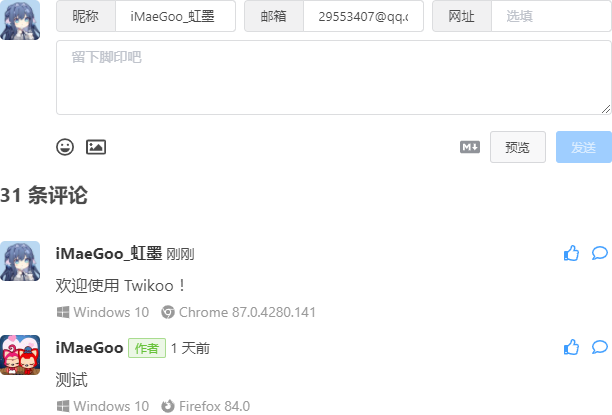 昵称 iMaeGoo_虹墨 邮箱 29553407@qq.c 网址 选填
留下脚印吧
M 预览 发送
31 条评论
iMaeGoo_虹墨 刚刚
欢迎使用 Twikoo！
Windows 10 Chrome 87.0.4280.141
iMaeGoo 作者 1 天前
测试
Windows 10 Firefox 84.0